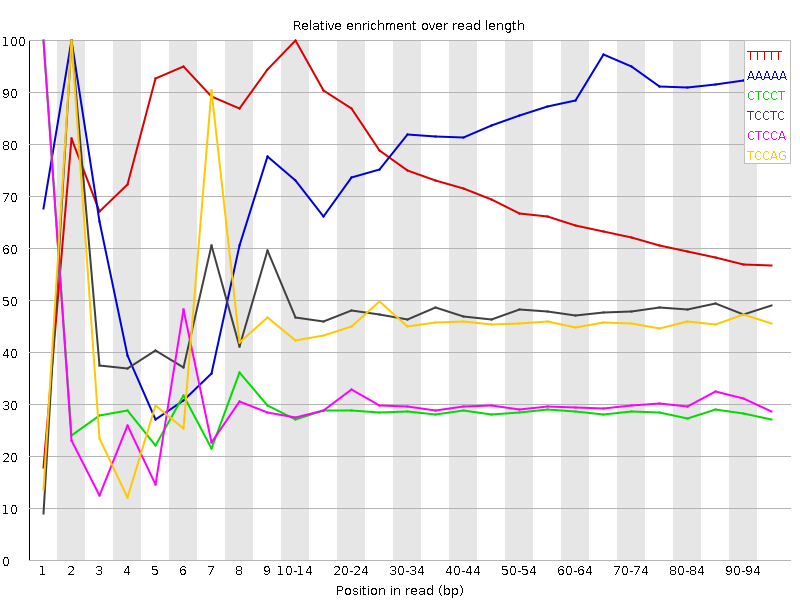 Relative enrichment over read length
100
90
80
70
60
50
40
30
20
10
0
TTTTT
AAAAA
CTCCT
TCCTC
CTCCA
TCCAG
1 2 3 4 5 6 7 8 9 10-14 20-24 30-34 40-44 50-54 60-64 70-74 80-84 90-94
Position in read (bp)